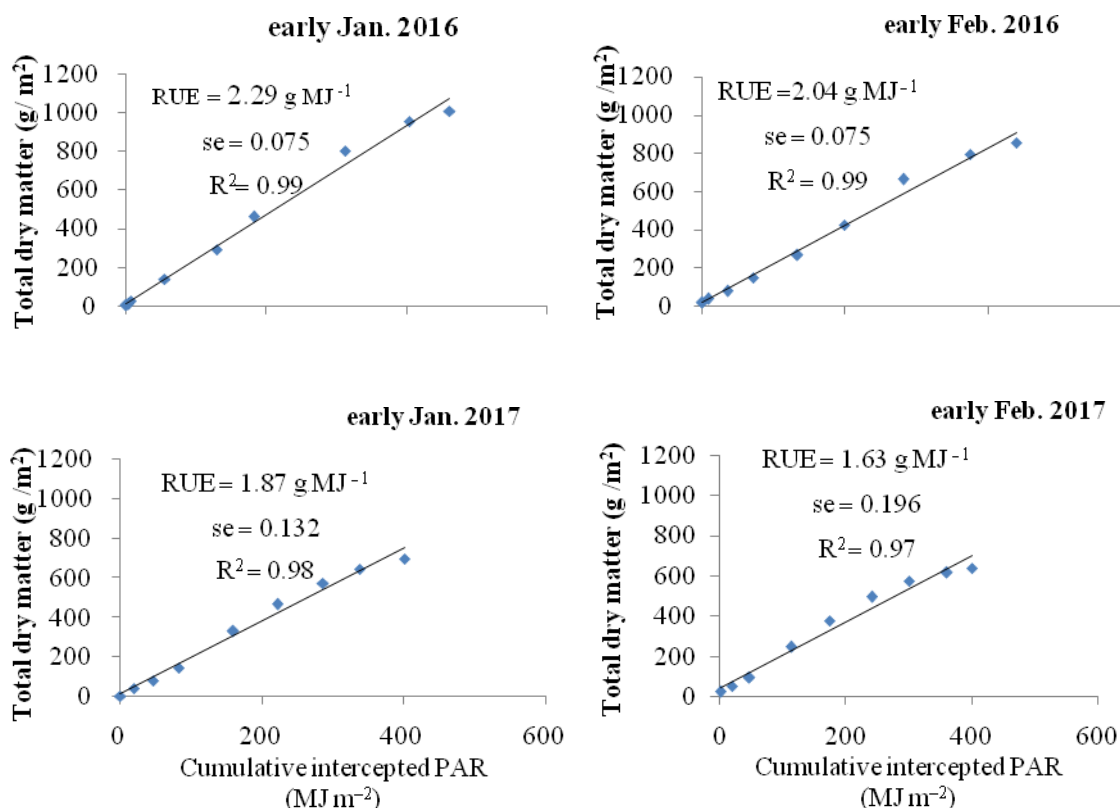 early Jan. 2016
Total dry matter (g/ m²)
1200
1000
800
600
400
200
0
RUE = 2.29 g MJ⁻¹
se = 0.075
R² = 0.99
600
early Feb. 2016
Total dry matter (g /m²)
1200
1000
800
600
400
200
0
RUE = 2.04 g MJ⁻¹
se = 0.075
R² = 0.99
600
early Jan. 2017
Total dry matter (g /m²)
1200
1000
800
600
400
200
0
RUE = 1.87 g MJ⁻¹
se = 0.132
R² = 0.98
0 200 400 600
Cumulative intercepted PAR
(MJ m⁻²)
early Feb. 2017
Total dry matter (g /m²)
1200
1000
800
600
400
200
0
RUE = 1.63 g MJ⁻¹
se = 0.196
R² = 0.97
0 200 400 600
Cumulative intercepted PAR
(MJ m⁻²)